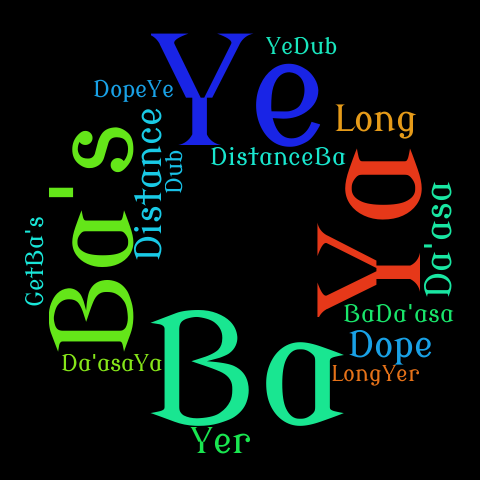 Ye
YeDub
DopeYe
Long
Distance
Dub
DistanceBa
Ba's
Ya
Da'asa
GetBa's
BaDa'asa
Ba
Dope
Da'asaYa
LongYer
Yer